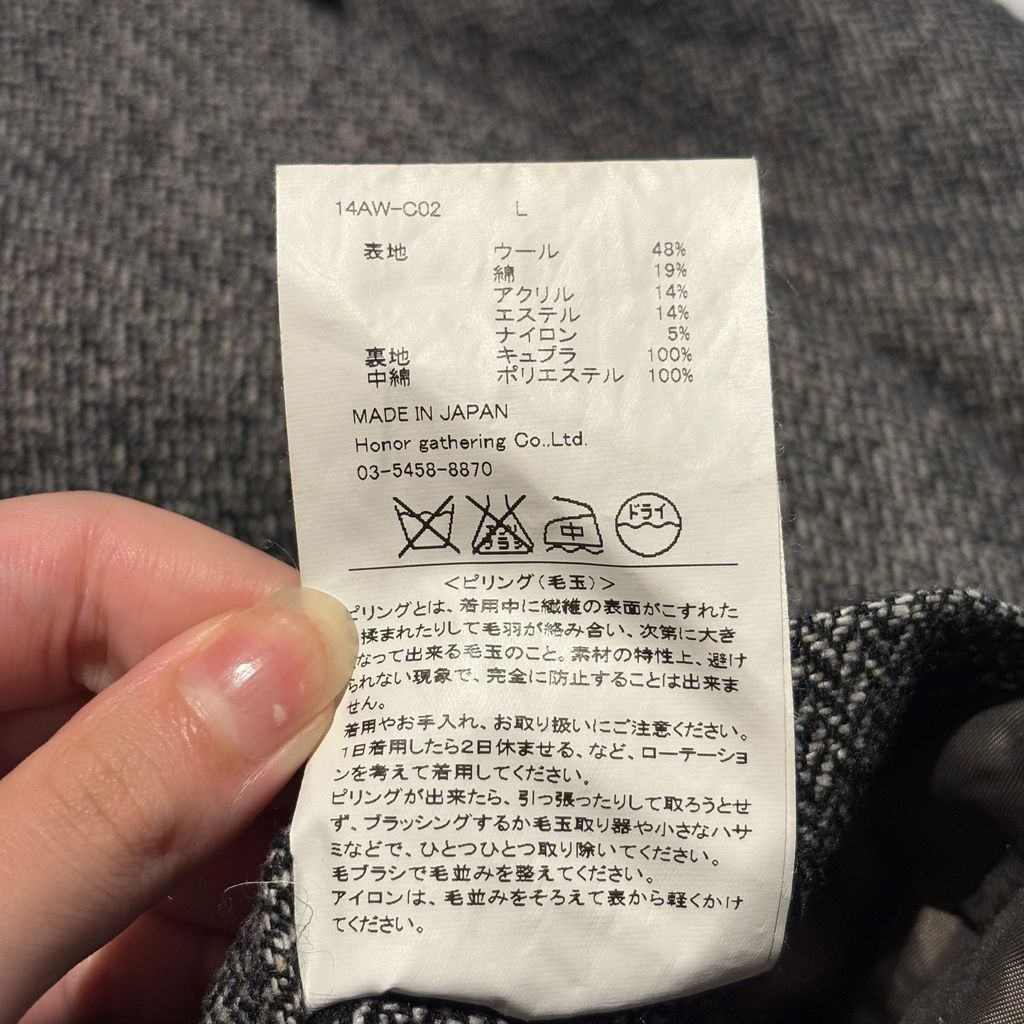 14AW-C02 L
表地 ウール 48%
綿 19%
アクリル 14%
エステル 14%
ナイロン 5%
裏地 キュプラ 100%
中綿 ポリエステル 100%
MADE IN JAPAN
Honor gathering Co.,Ltd.
03-5458-8870
エンソ ブラシ 中 ドライ
<ピリング(毛玉)>
ピリングとは、着用中に繊維の表面がこすれた
揉まれたりして毛羽が絡み合い、次第に大き
なって出来る毛玉のこと。素材の特性上、避け
られない現象で、完全に防止することは出来ま
せん。
着用やお手入れ、お取り扱いにご注意ください。
1日着用したら2日休ませる、など、ローテーショ
ンを考えて着用してください。
ピリングが出来たら、引っ張ったりして取ろうとせ
ず、ブラッシングするか毛玉取り器や小さなハサ
ミなどで、ひとつひとつ取り除いてください。
毛ブラシで毛並みを整えてください。
アイロンは、毛並みをそろえて表から軽くかけ
てください。